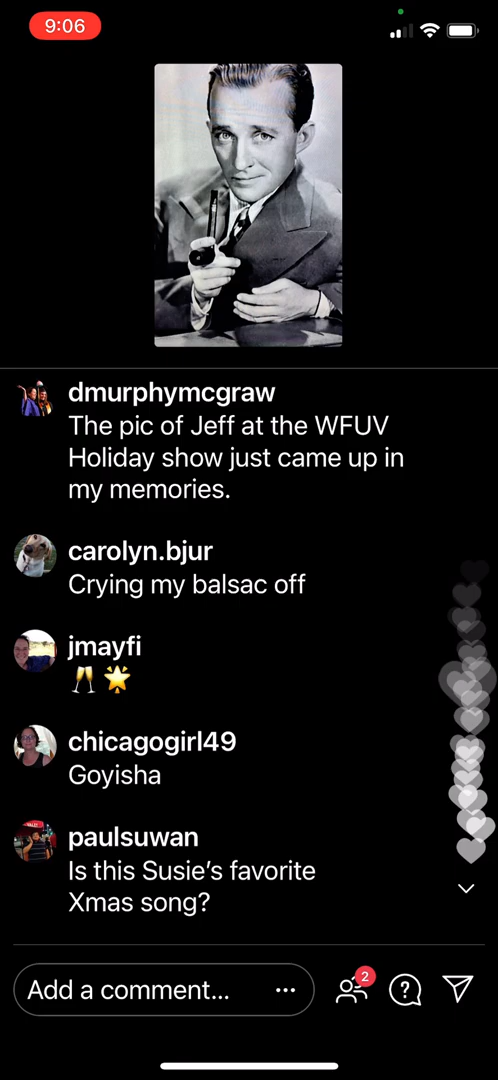 9:06
dmurphymcgraw
The pic of Jeff at the WFUV
Holiday show just came up in
my memories.
carolyn.bjur
Crying my balsac off
jmayfi
🥂 🌟
chicagogirl49
Goyisha
paulsuwan
Is this Susie's favorite
Xmas song?
Add a comment...
2